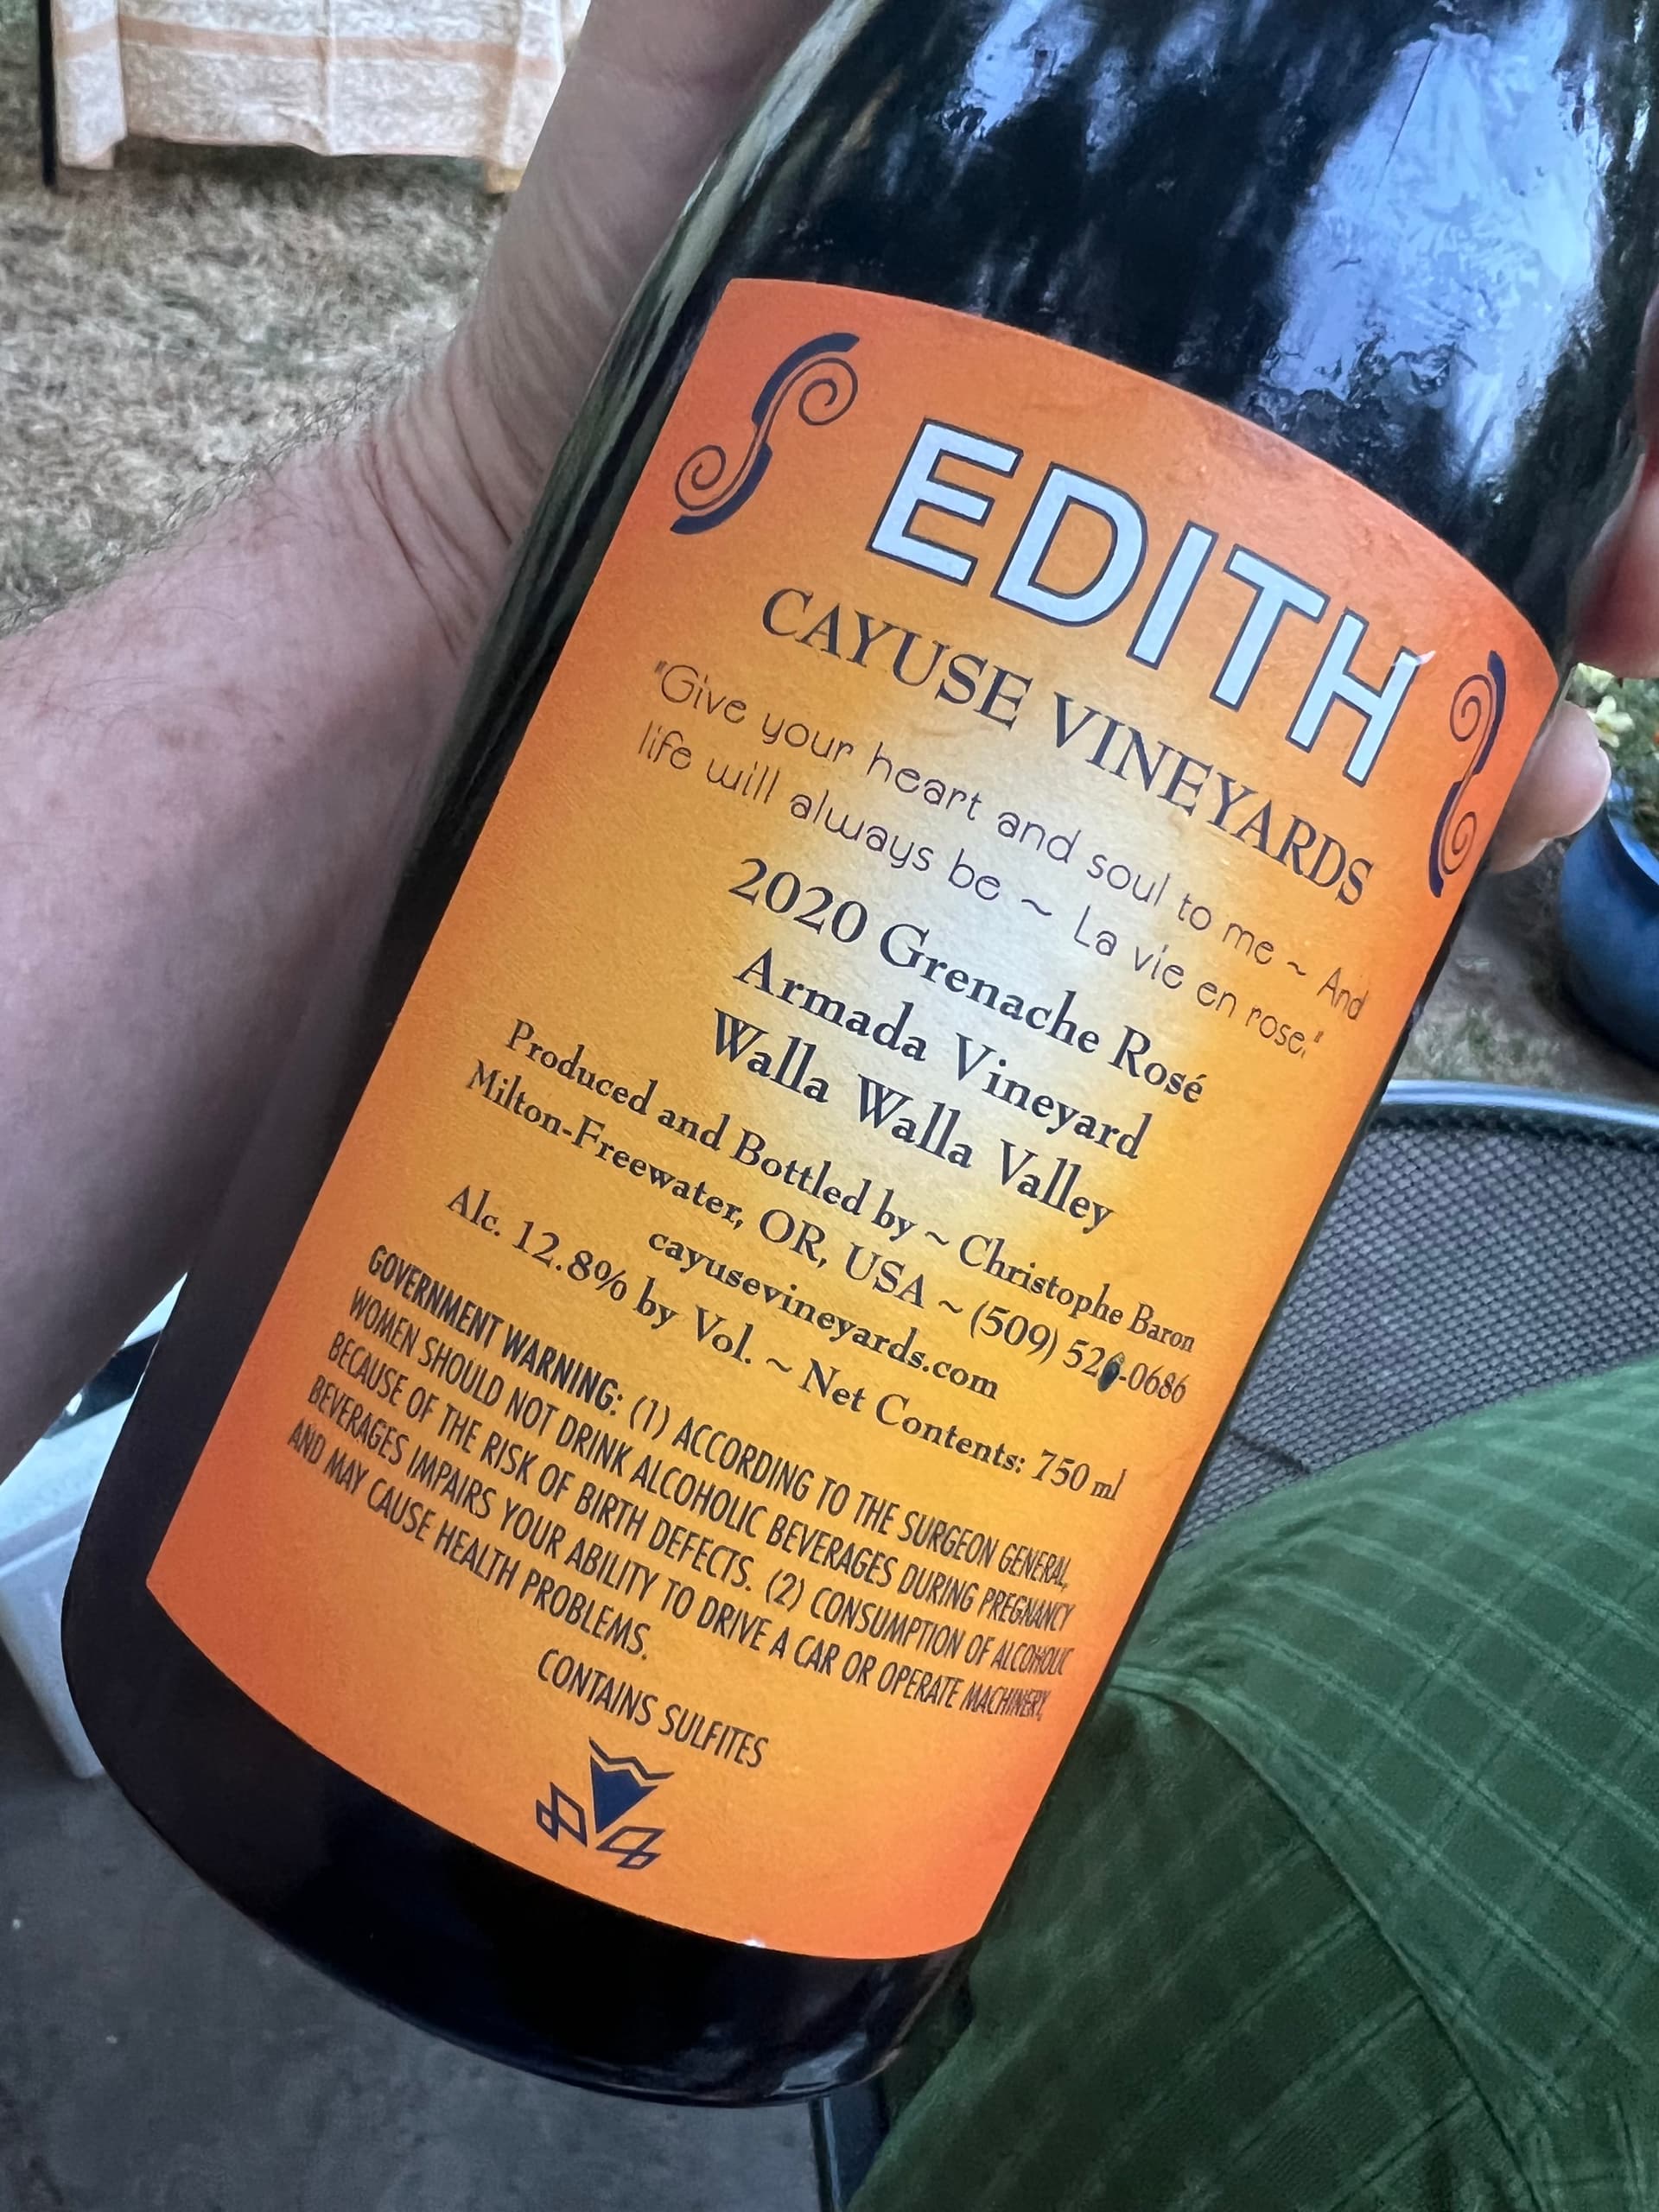 EDITH
CAYUSE VINEYARDS
"Give your heart and soul to me ~ And
life will always be ~ La vie en rose."
2020 Grenache Rosé
Armada Vineyard
Walla Walla Valley
Produced and Bottled by ~ Christophe Baron
Milton-Freewater, OR, USA ~ (509) 526-0686
cayusevineyards.com
Alc. 12.8% by Vol. ~ Net Contents: 750 ml
GOVERNMENT WARNING: (1) ACCORDING TO THE SURGEON GENERAL,
WOMEN SHOULD NOT DRINK ALCOHOLIC BEVERAGES DURING PREGNANCY
BECAUSE OF THE RISK OF BIRTH DEFECTS. (2) CONSUMPTION OF ALCOHOLIC
BEVERAGES IMPAIRS YOUR ABILITY TO DRIVE A CAR OR OPERATE MACHINERY,
AND MAY CAUSE HEALTH PROBLEMS.
CONTAINS SULFITES